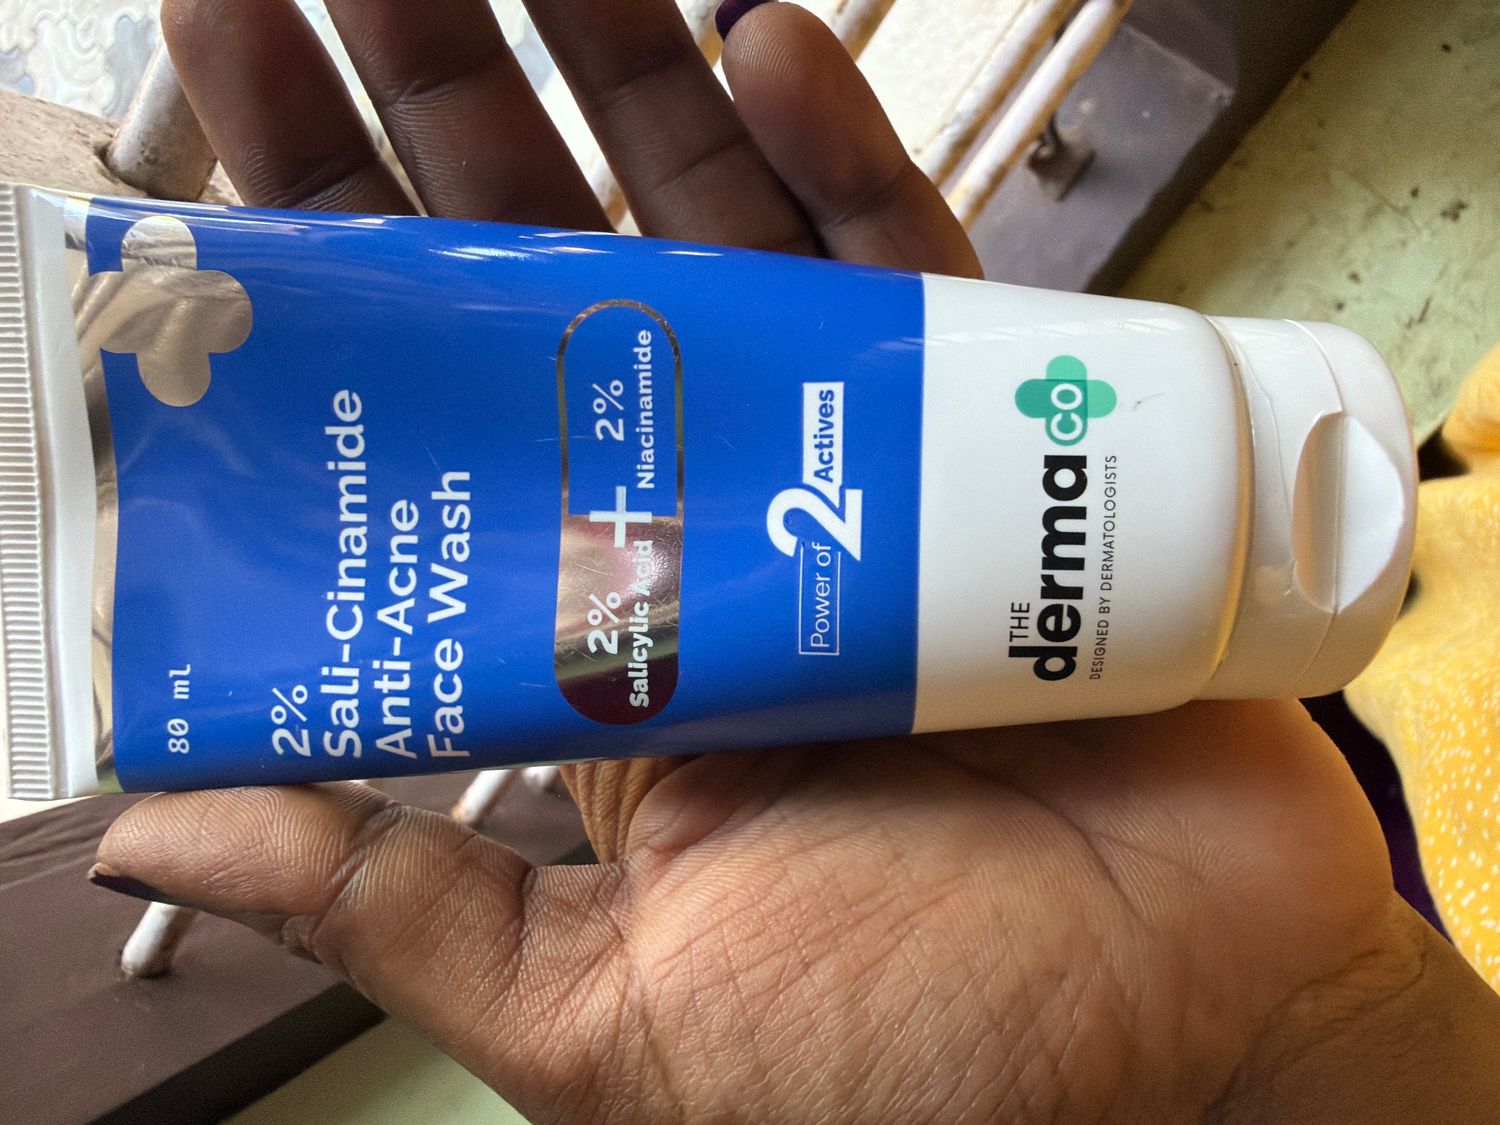 THE
derma
CO
DESIGNED BY DERMATOLOGISTS
Power of
2
Actives
2%
Salicylic Acid
+
2%
Niacinamide
2%
Sali-Cinamide
Anti-Acne
Face Wash
80 ml